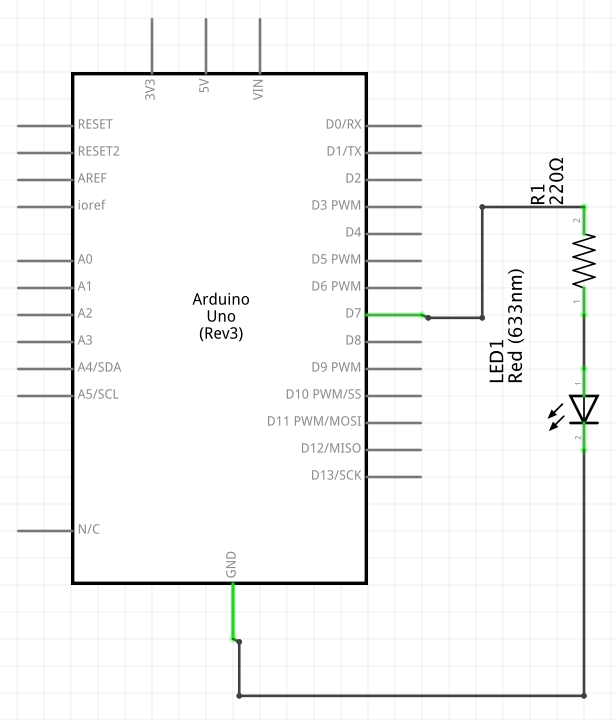 3V3
5V
VIN
RESET
RESET2
AREF
ioref
A0
A1
A2
A3
A4/SDA
A5/SCL
N/C
Arduino
Uno
(Rev3)
D0/RX
D1/TX
D2
D3 PWM
D4
D5 PWM
D6 PWM
D7
D8
D9 PWM
D10 PWM/SS
D11 PWM/MOSI
D12/MISO
D13/SCK
GND
R1
220Ω
2
1
LED1
Red (633nm)
1
2